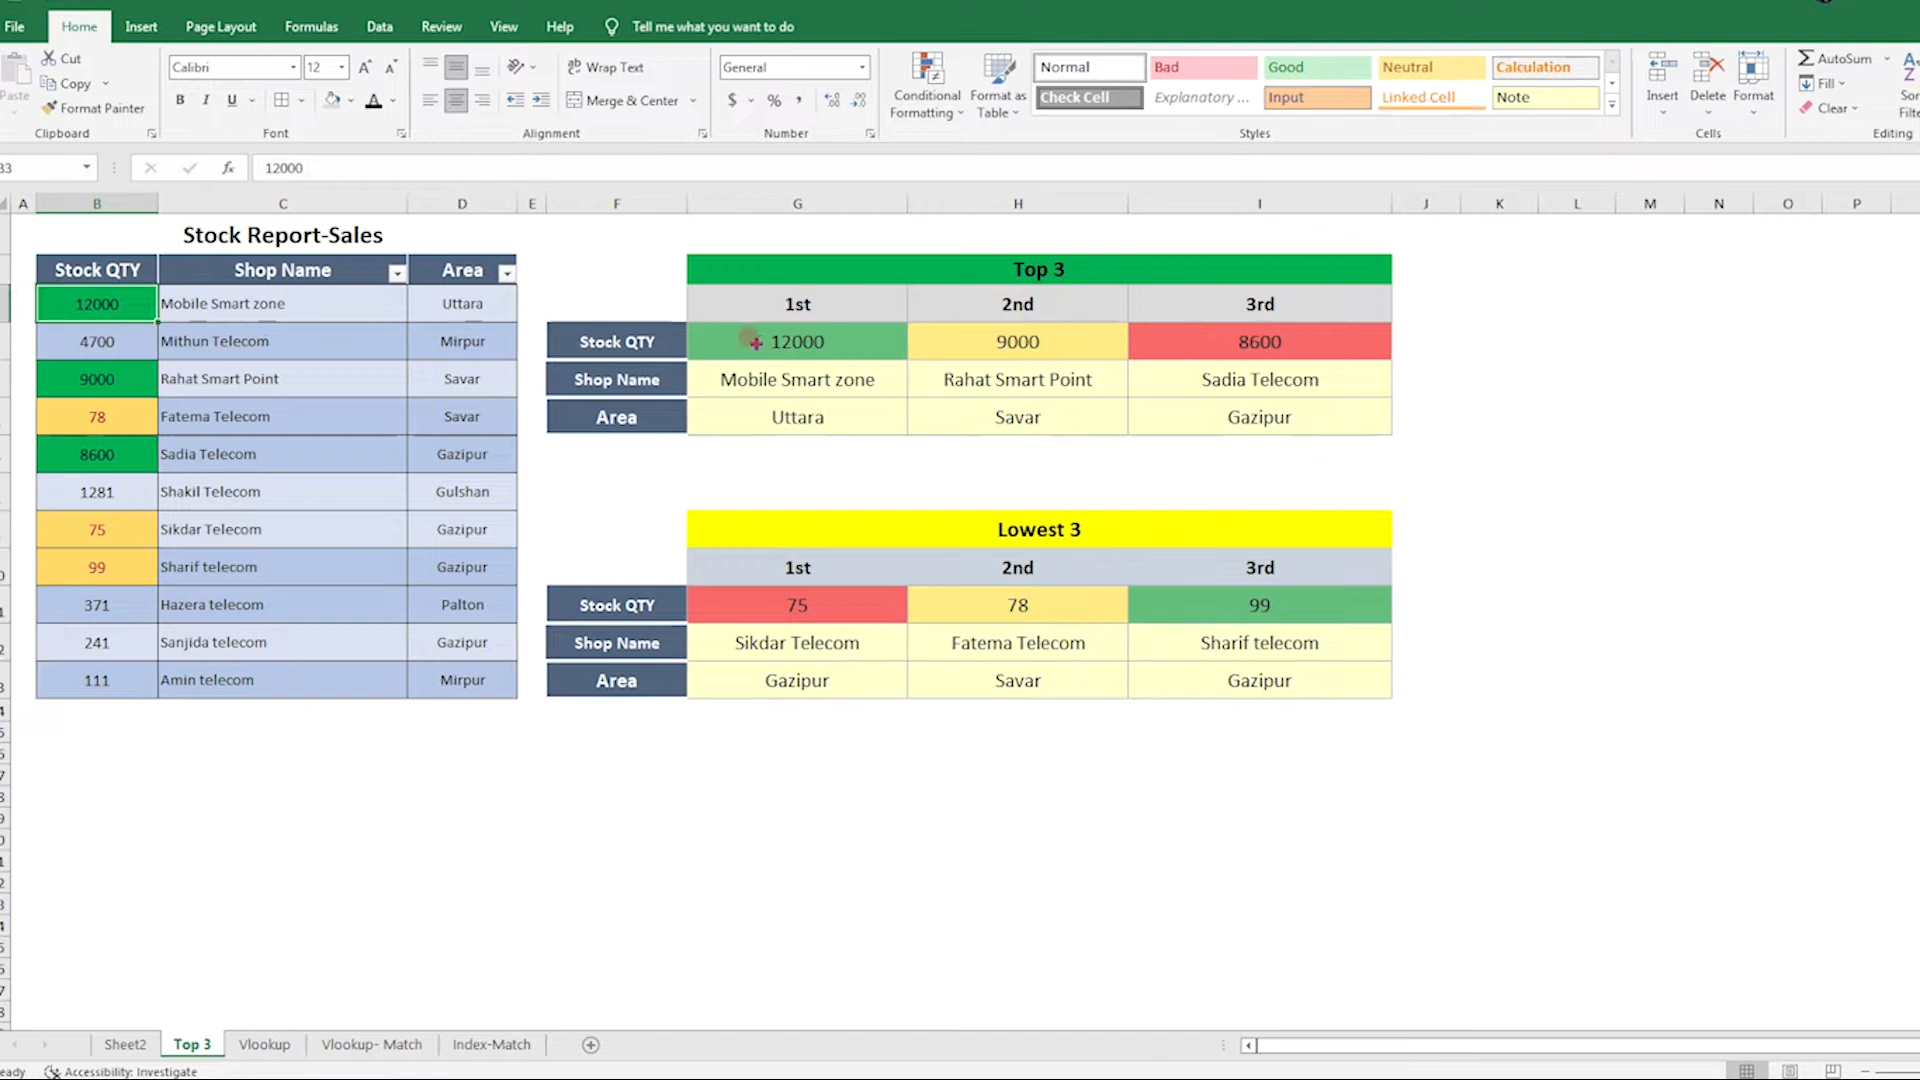 File Home Insert Page Layout Formulas Data Review View Help Tell me what you want to do
Paste Cut Copy Format Painter Clipboard
Calibri 12 A A B I U A Font
Wrap Text Merge & Center Alignment
General $ % , Number
Conditional Formatting Format as Table
Normal Bad Good Neutral Calculation
Check Cell Explanatory ... Input Linked Cell Note
Styles
Insert Delete Format Cells
AutoSum Fill Clear Editing
fx 12000
A B C D E F G H I J K L M N O P
Stock Report-Sales
Stock QTY Shop Name Area
12000 Mobile Smart zone Uttara
4700 Mithun Telecom Mirpur
9000 Rahat Smart Point Savar
78 Fatema Telecom Savar
8600 Sadia Telecom Gazipur
1281 Shakil Telecom Gulshan
75 Sikdar Telecom Gazipur
99 Sharif telecom Gazipur
371 Hazera telecom Palton
241 Sanjida telecom Gazipur
111 Amin telecom Mirpur
Top 3
1st 2nd 3rd
Stock QTY 12000 9000 8600
Shop Name Mobile Smart zone Rahat Smart Point Sadia Telecom
Area Uttara Savar Gazipur
Lowest 3
1st 2nd 3rd
Stock QTY 75 78 99
Shop Name Sikdar Telecom Fatema Telecom Sharif telecom
Area Gazipur Savar Gazipur
Sheet2 Top 3 Vlookup Vlookup- Match Index-Match
Accessibility: Investigate